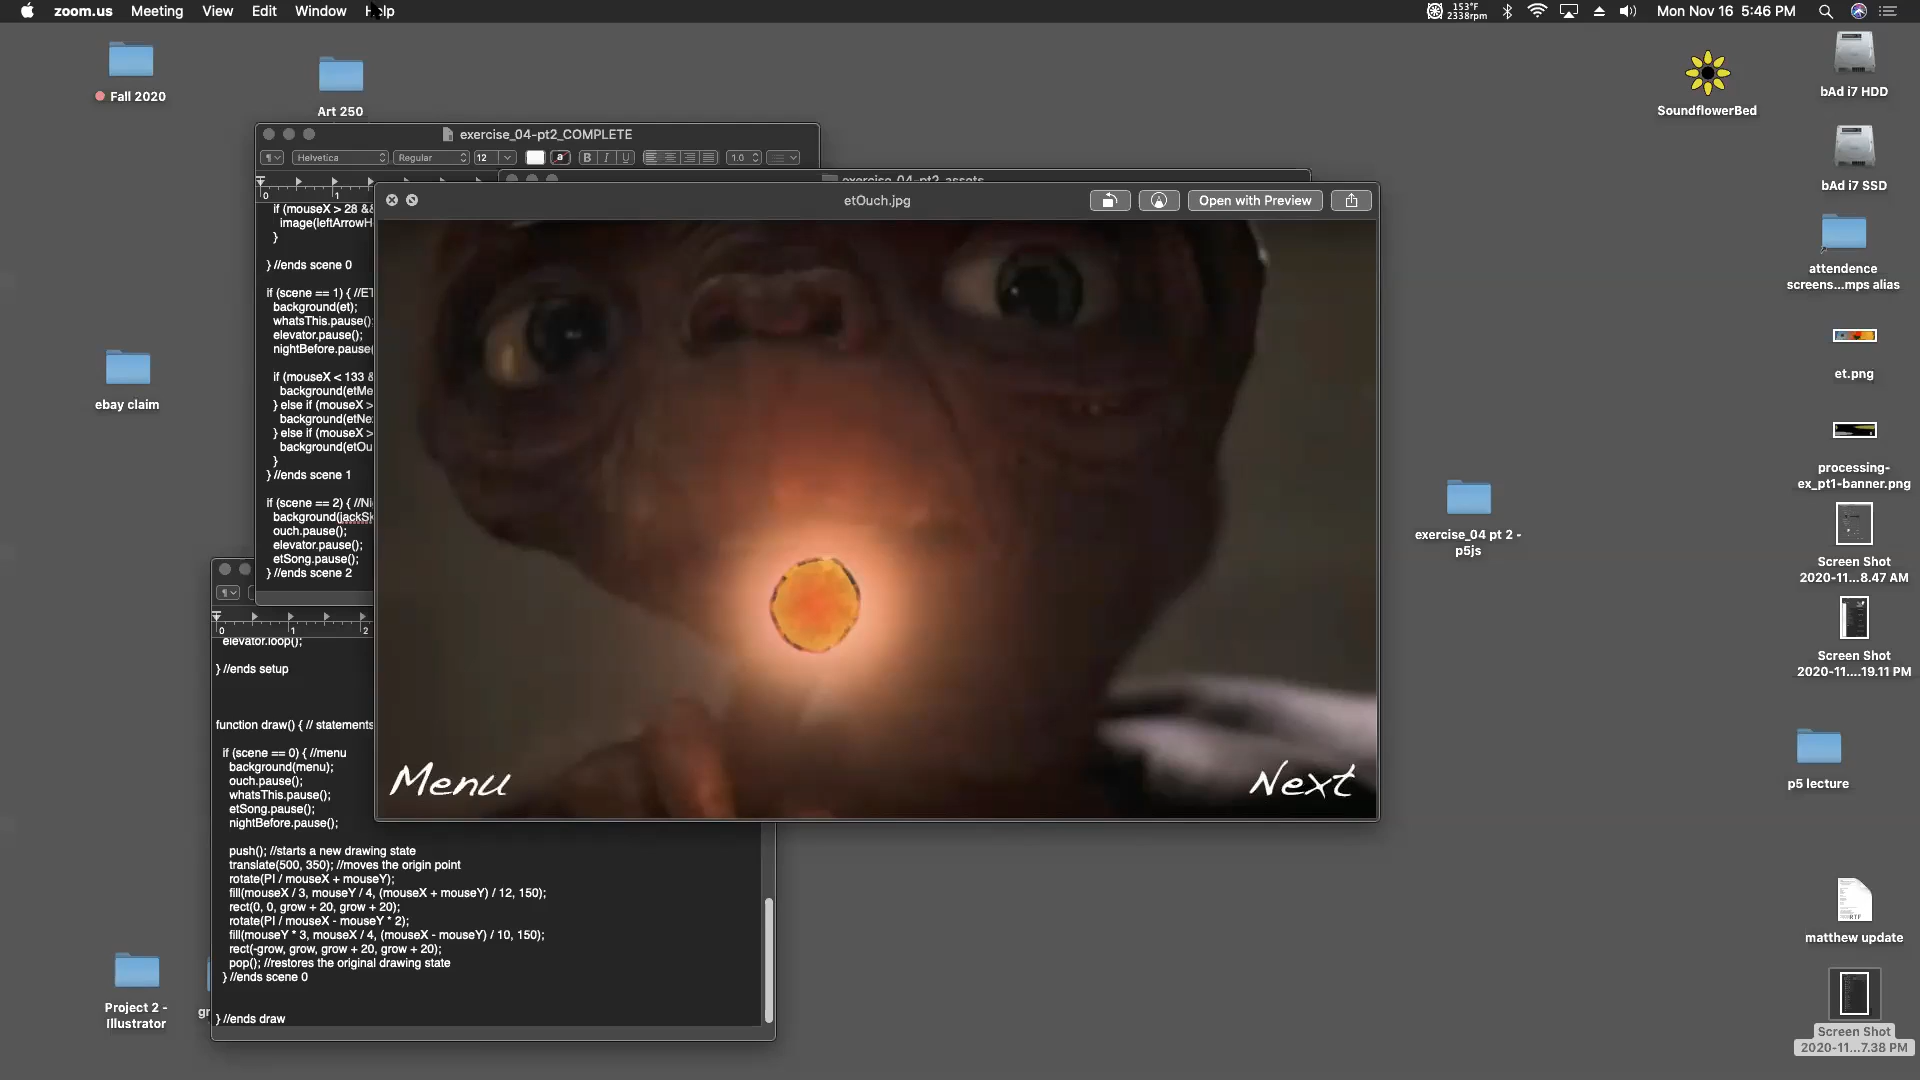 zoom.us Meeting View Edit Window Help
153°F
2338rpm
Mon Nov 16 5:46 PM
Fall 2020
Art 250
SoundflowerBed
bAd i7 HDD
bAd i7 SSD
attendence
screens...mps alias
et.png
processing-
ex_pt1-banner.png
Screen Shot
2020-11...8.47 AM
Screen Shot
2020-11....19.11 PM
p5 lecture
matthew update
Screen Shot
2020-11...7.38 PM
ebay claim
exercise_04 pt 2 -
p5js
Project 2 -
Illustrator
exercise_04-pt2_COMPLETE
Helvetica Regular 12 B I U 1.0
0 1
exercise_04-pt2_assets
etOuch.jpg
Open with Preview
if (mouseX > 28 &&
image(leftArrowH
}
} //ends scene 0
if (scene == 1) { //ET
background(et);
whatsThis.pause();
elevator.pause();
nightBefore.pause(
if (mouseX < 133 &
background(etMe
} else if (mouseX >
background(etNe
} else if (mouseX >
background(etOu
}
} //ends scene 1
if (scene == 2) { //Ni
background(jackSk
ouch.pause();
elevator.pause();
etSong.pause();
} //ends scene 2
Menu
Next
0 1 2
elevator.loop();
} //ends setup
function draw() { // statements
if (scene == 0) { //menu
background(menu);
ouch.pause();
whatsThis.pause();
etSong.pause();
nightBefore.pause();
push(); //starts a new drawing state
translate(500, 350); //moves the origin point
rotate(PI / mouseX + mouseY);
fill(mouseX / 3, mouseY / 4, (mouseX + mouseY) / 12, 150);
rect(0, 0, grow + 20, grow + 20);
rotate(PI / mouseX - mouseY * 2);
fill(mouseY * 3, mouseX / 4, (mouseX - mouseY) / 10, 150);
rect(-grow, grow, grow + 20, grow + 20);
pop(); //restores the original drawing state
} //ends scene 0
} //ends draw